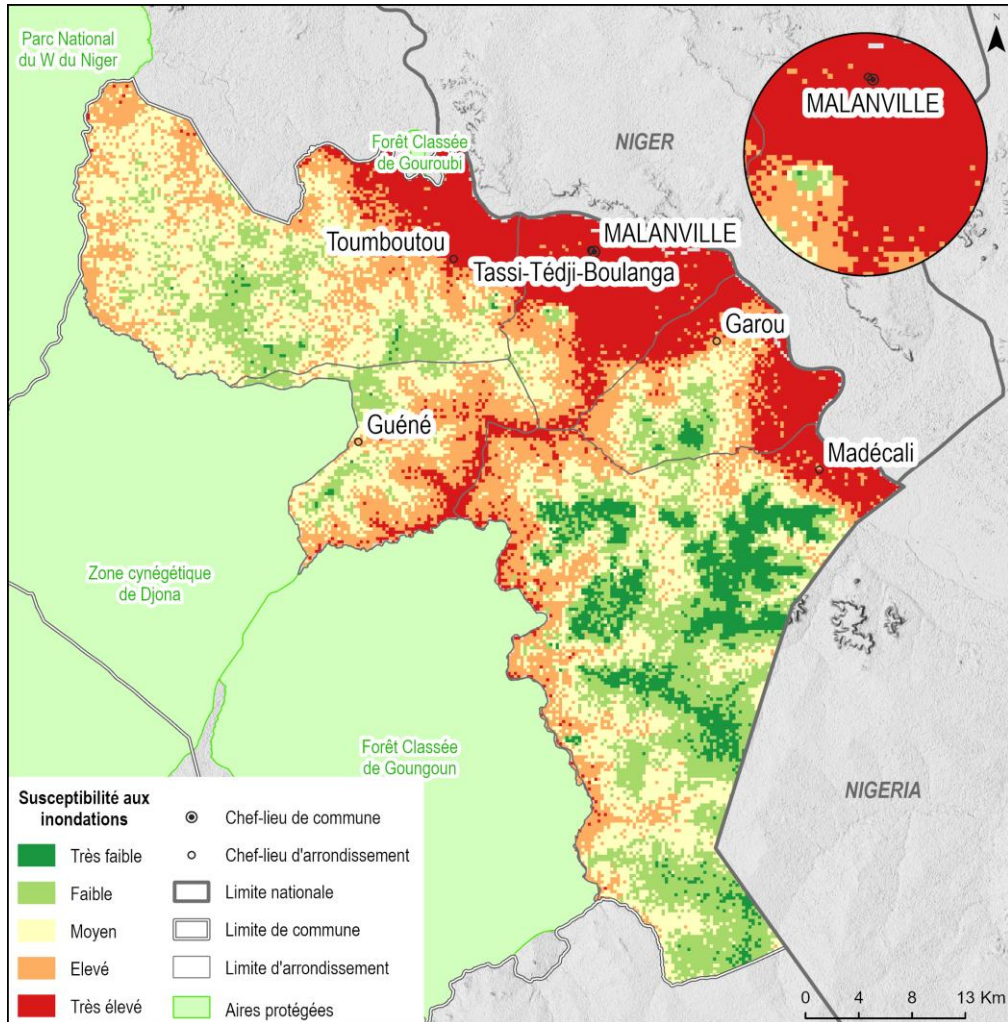 Parc National
du W du Niger
N
MALANVILLE
Forêt Classée
de Gouroubi
NIGER
Toumboutou
MALANVILLE
Tassi-Tédji-Boulanga
Garou
Guéné
Madécali
Zone cynégétique
de Djona
Forêt Classée
de Goungoun
NIGERIA
Susceptibilité aux
inondations
Très faible
Faible
Moyen
Elevé
Très élevé
Chef-lieu de commune
Chef-lieu d'arrondissement
Limite nationale
Limite de commune
Limite d'arrondissement
Aires protégées
0 4 8 13 Km